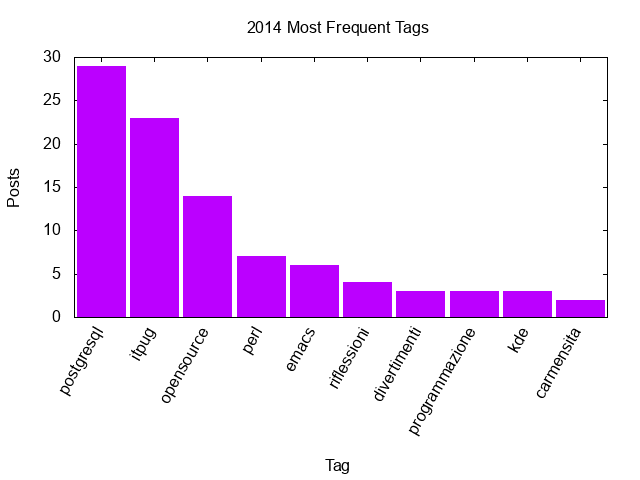 2014 Most Frequent Tags
30
25
20
15
10
5
0
Posts
postgresql
itpug
opensource
perl
emacs
riflessioni
divertimenti
programmazione
kde
carmensita
Tag